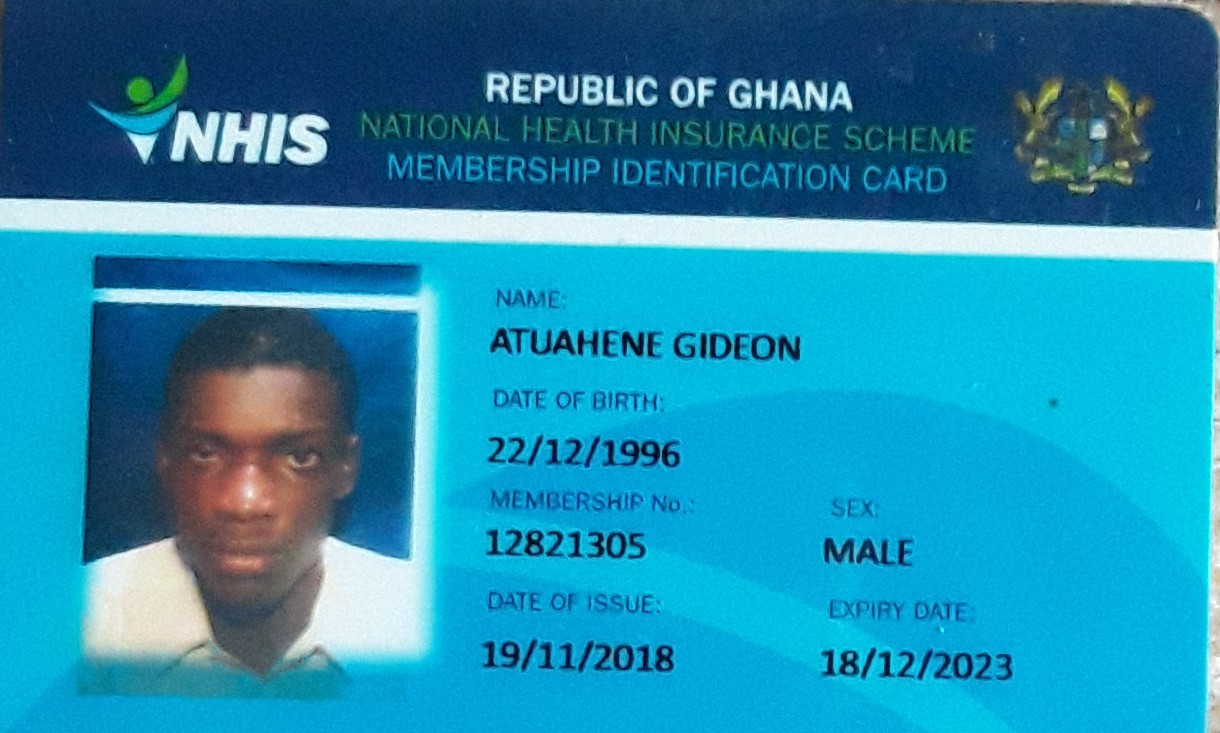 NHIS
REPUBLIC OF GHANA
NATIONAL HEALTH INSURANCE SCHEME
MEMBERSHIP IDENTIFICATION CARD
NAME:
ATUAHENE GIDEON
DATE OF BIRTH:
22/12/1996
MEMBERSHIP No.: SEX:
12821305 MALE
DATE OF ISSUE: EXPIRY DATE:
19/11/2018 18/12/2023